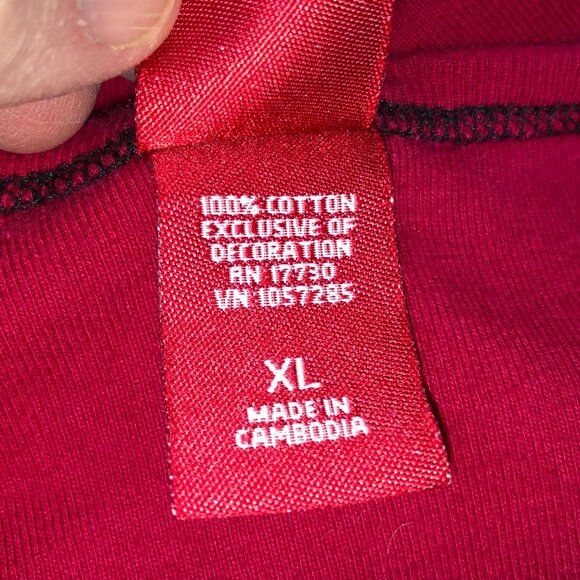 100% COTTON
EXCLUSIVE OF
DECORATION
RN 17730
VN 1057285
XL
MADE IN
CAMBODIA